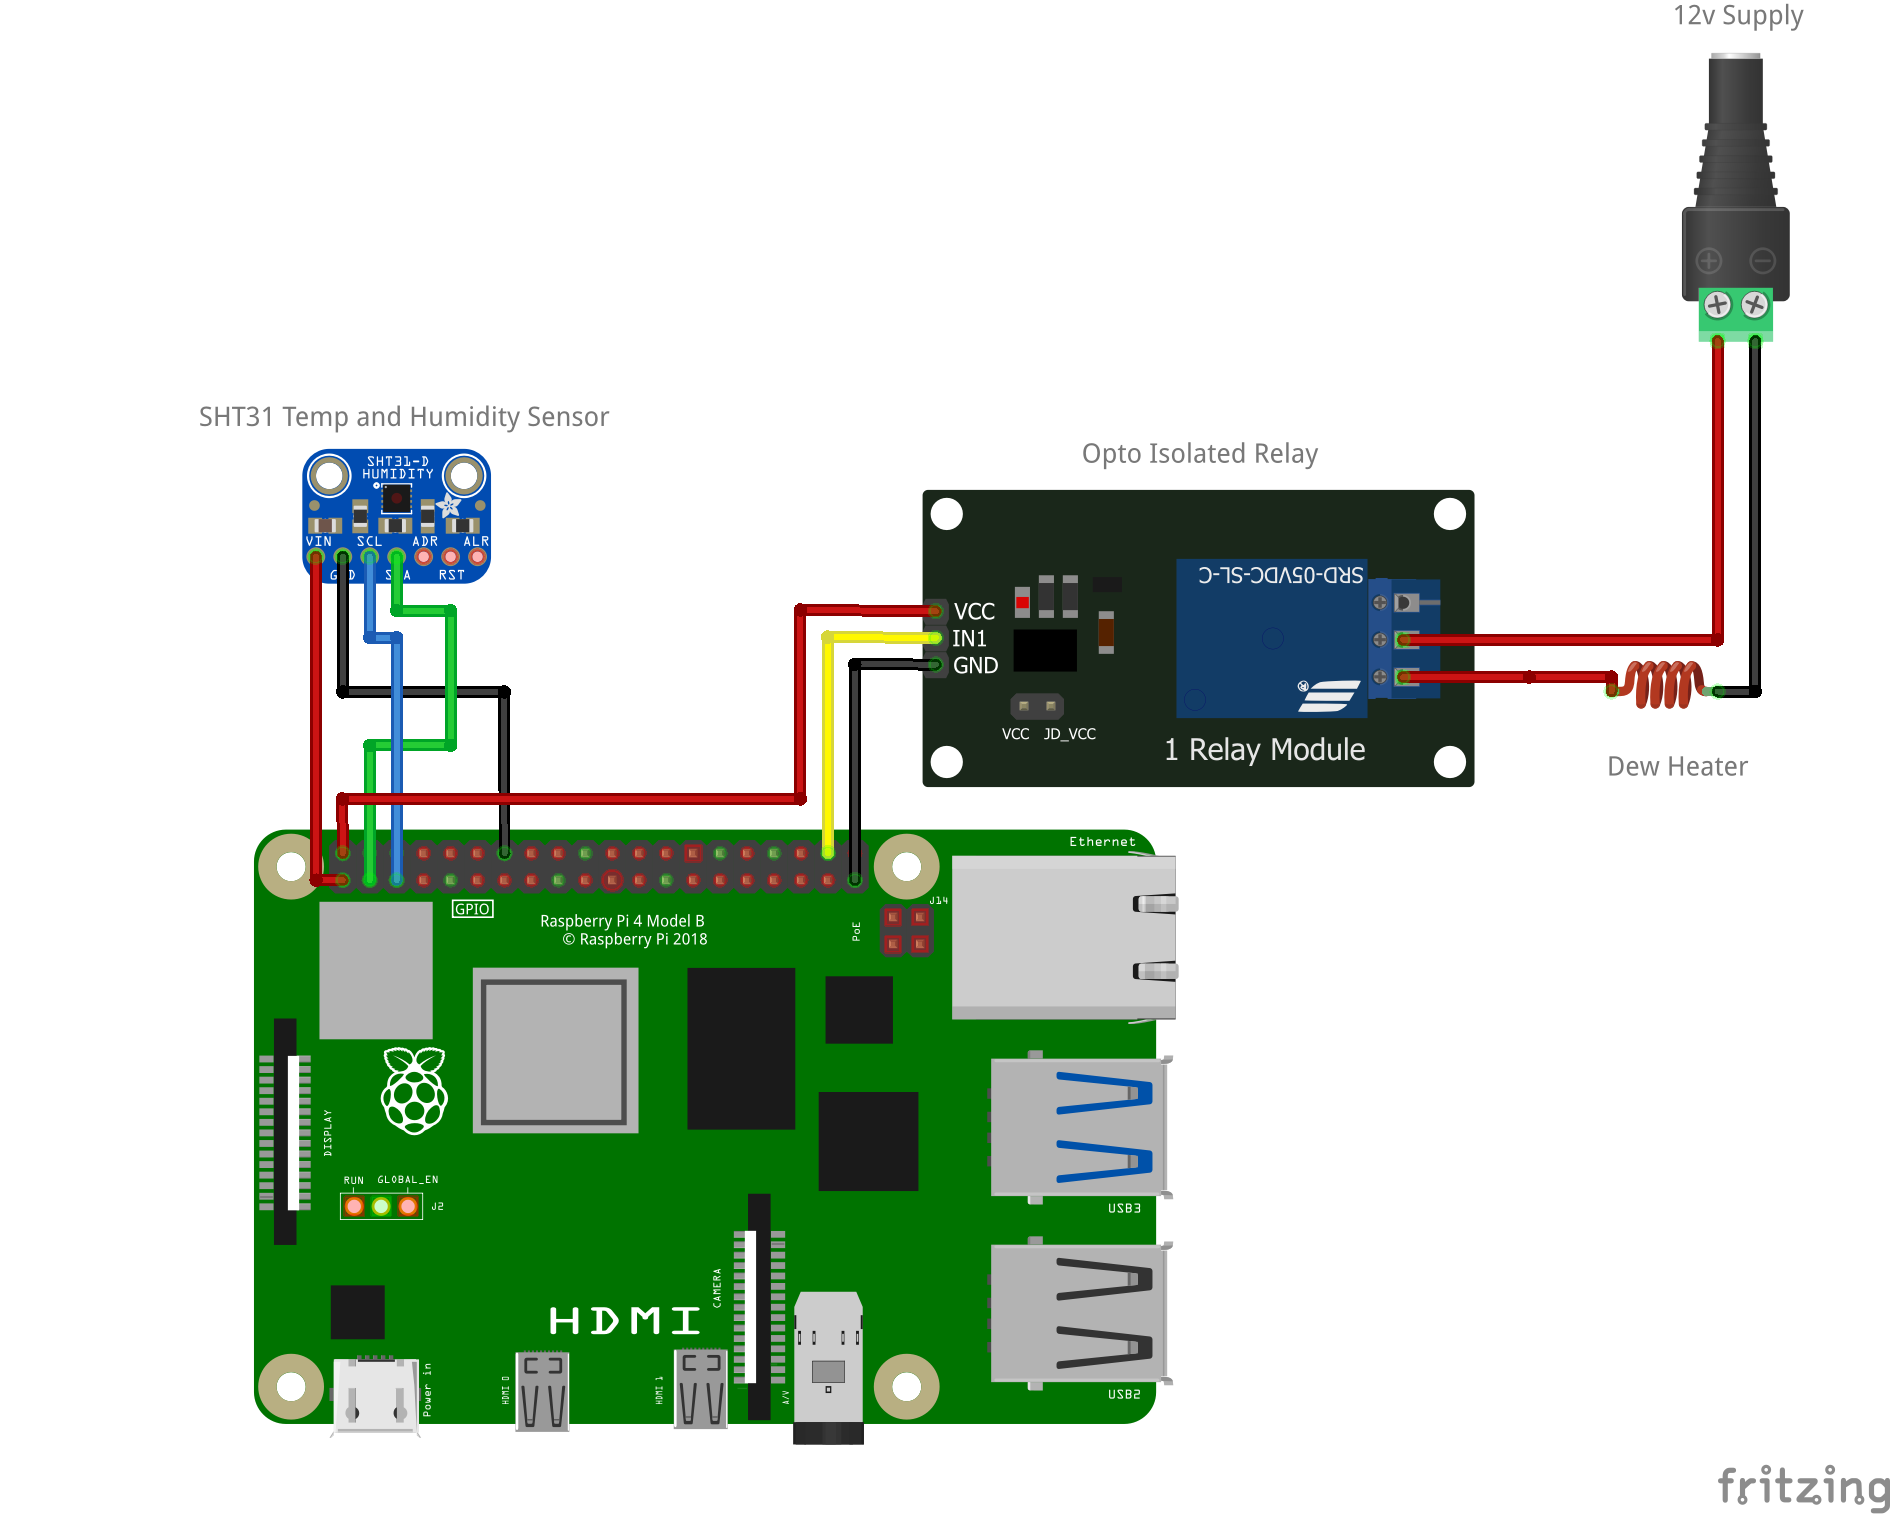 12v Supply
SHT31 Temp and Humidity Sensor
SHT31-D
HUMIDITY
VIN SCL ADR ALR
RST
Opto Isolated Relay
SRD-05VDC-SL-C
VCC
IN1
GND
®
VCC JD_VCC
1 Relay Module
Dew Heater
Ethernet
J14
GPIO
Raspberry Pi 4 Model B
© Raspberry Pi 2018
PoE
DISPLAY
RUN GLOBAL_EN
J2
USB3
CAMERA
HDMI
Power in
HDMI 0
HDMI 1
A/V
USB2
fritzing